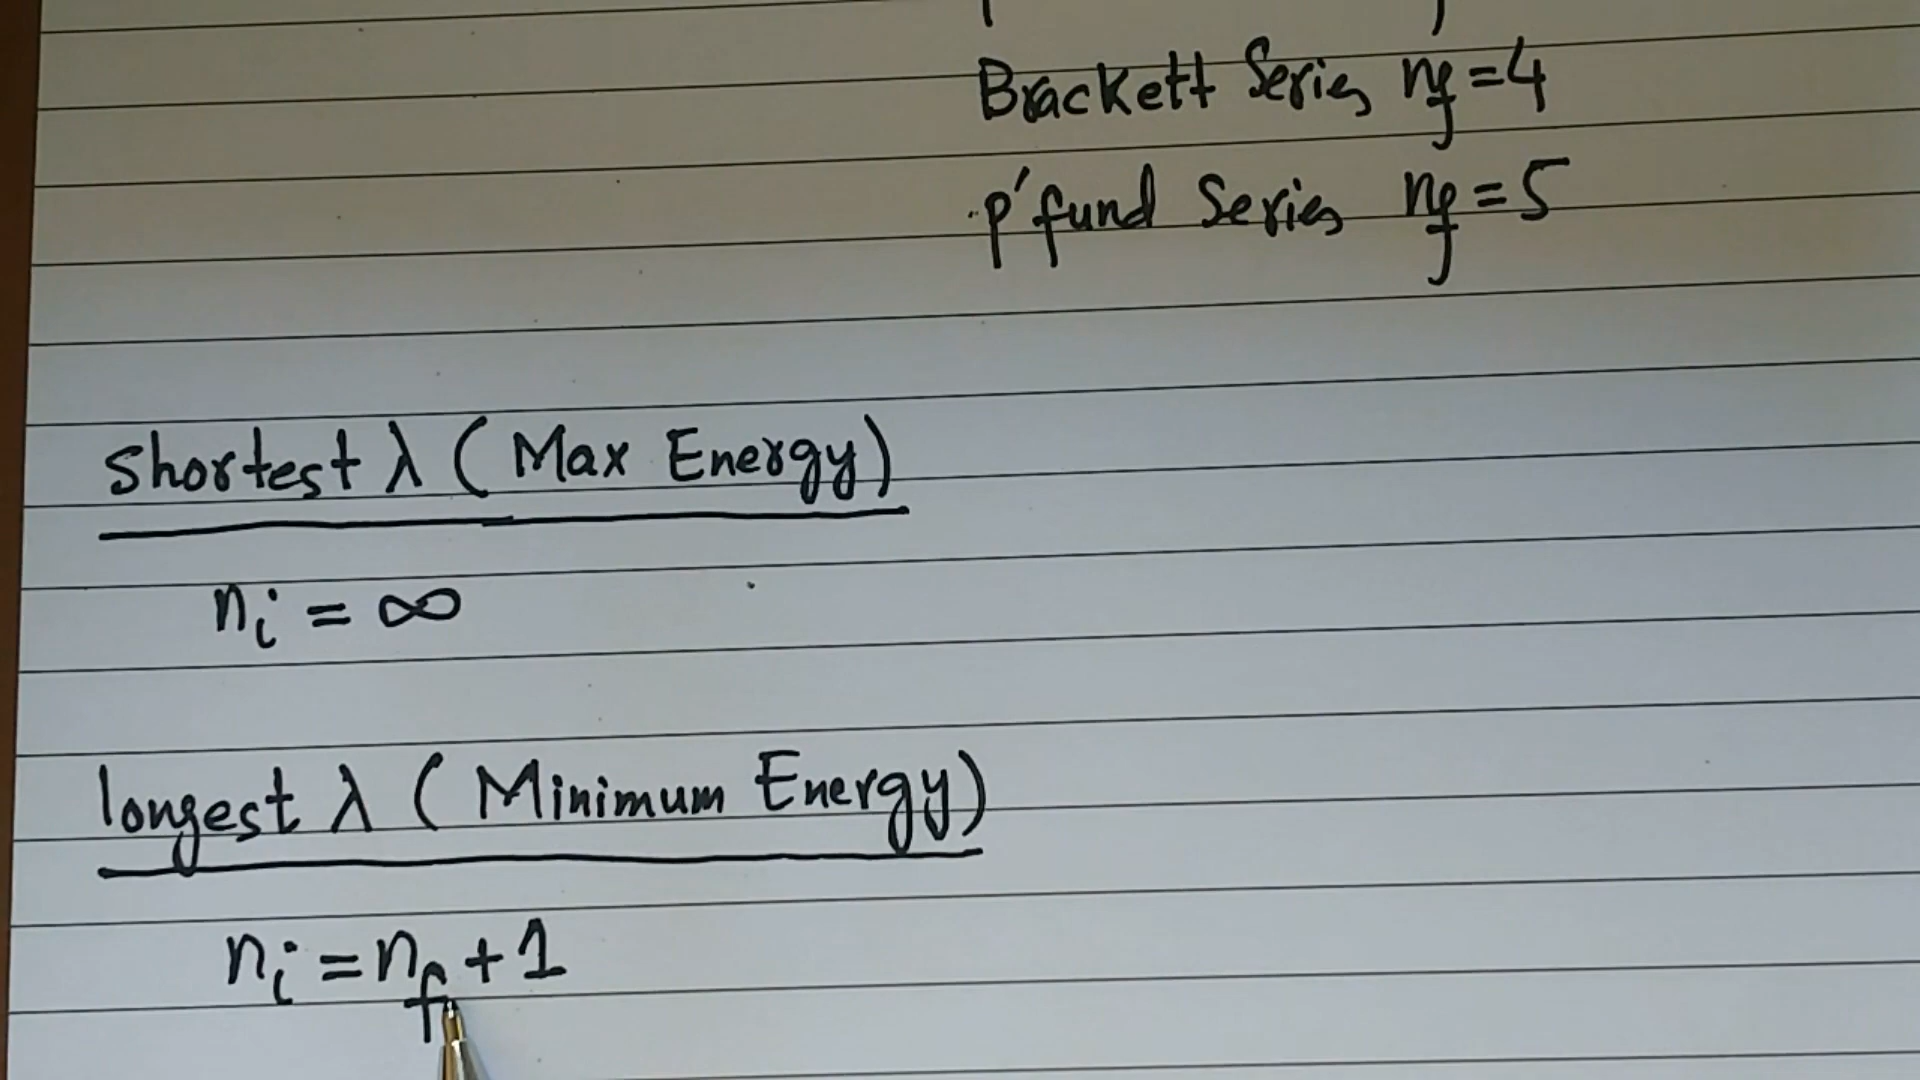 Brackett Series nf = 4
p'fund Series nf = 5
Shortest λ ( Max Energy)
ni = ∞
longest λ ( Minimum Energy)
ni = nf + 1